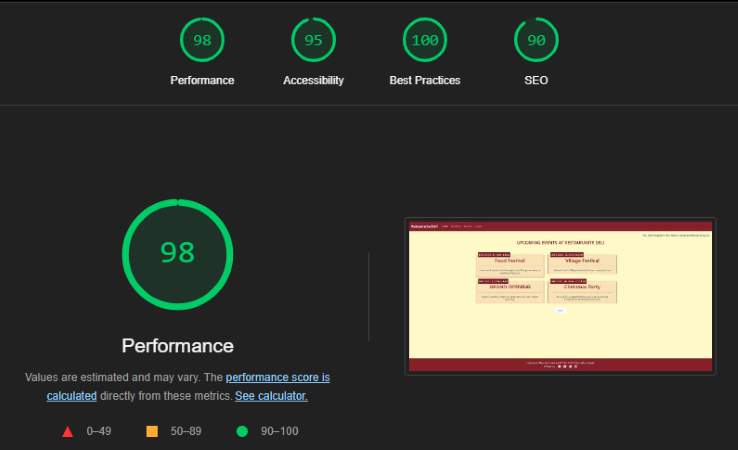 98
95
100
90
Performance
Accessibility
Best Practices
SEO
98
Performance
Values are estimated and may vary. The performance score is
calculated directly from these metrics. See calculator.
0–49
50–89
90–100
UPCOMING EVENTS AT RESTAURANTE DELI
Food Festival
Village Festival
GRAND OPENING
Christmas Party